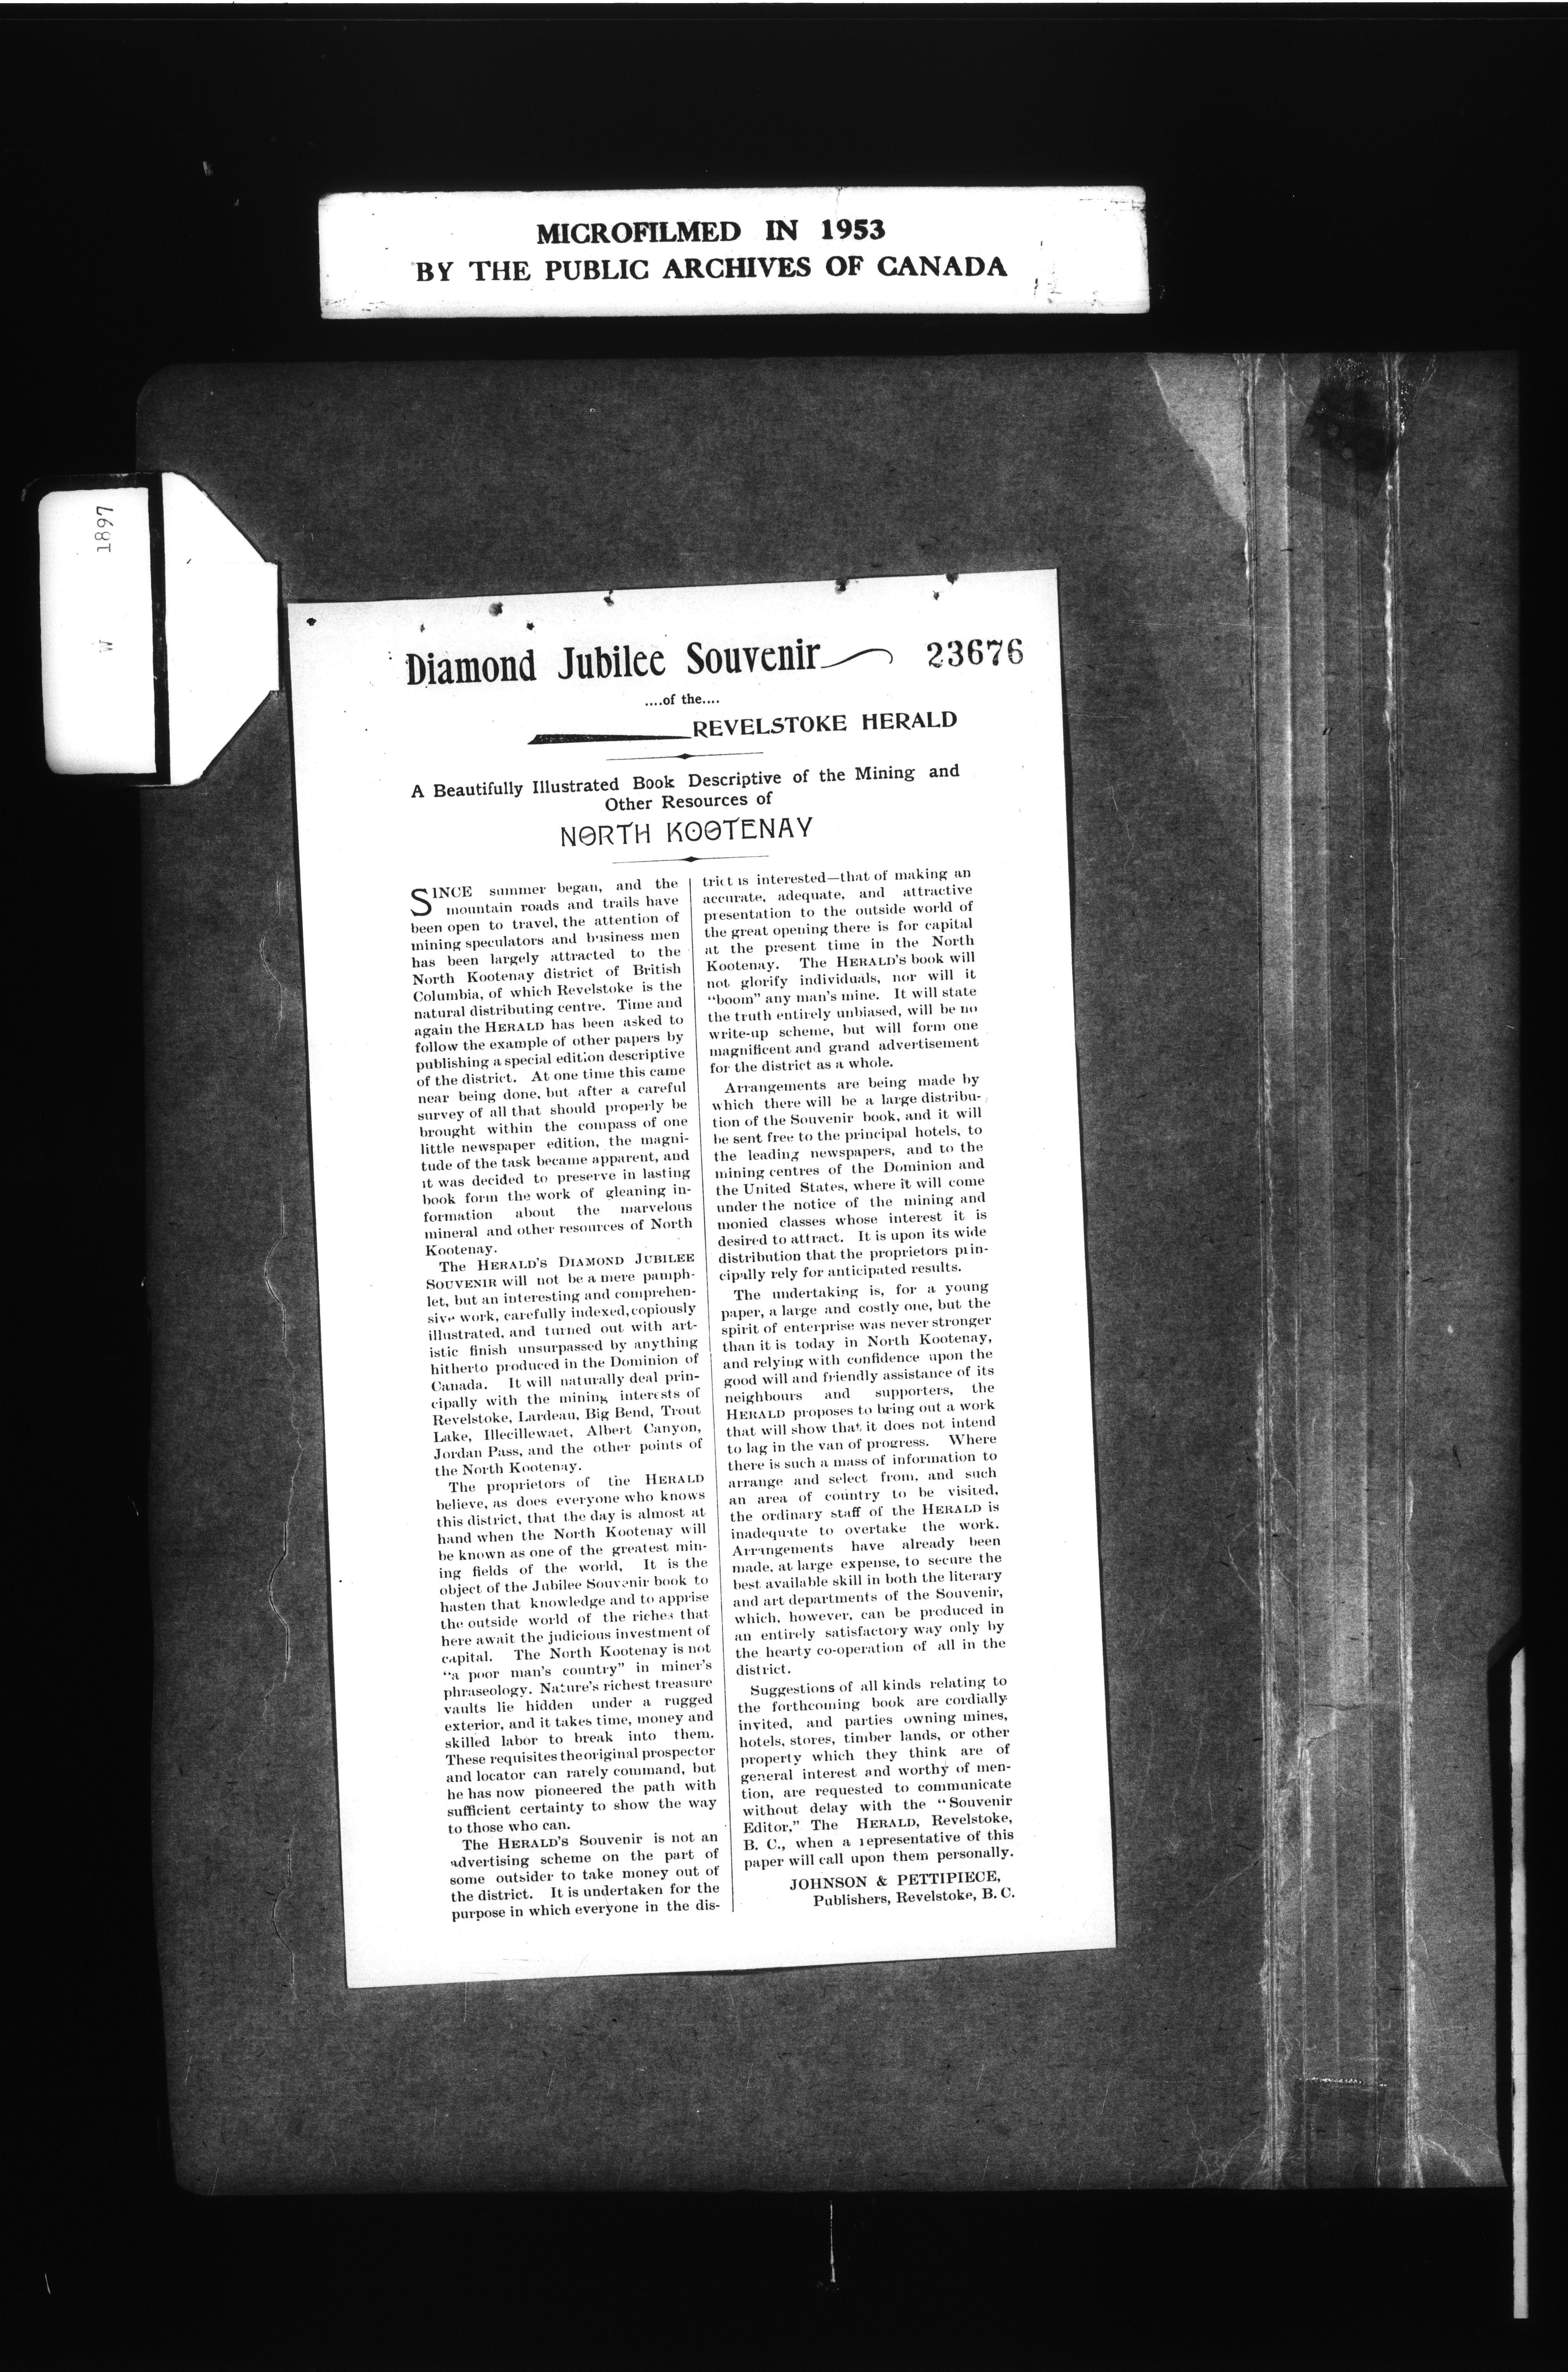 MICROFILMED IN 1953
BY THE PUBLIC ARCHIVES OF CANADA
1897
W
Diamond Jubilee Souvenir 23676
....of the....
REVELSTOKE HERALD
A Beautifully Illustrated Book Descriptive of the Mining and
Other Resources of
NORTH KOOTENAY
SINCE summer began, and the
mountain roads and trails have
been open to travel, the attention of
mining speculators and business men
has been largely attracted to the
North Kootenay district of British
Columbia, of which Revelstoke is the
natural distributing centre. Time and
again the HERALD has been asked to
follow the example of other papers by
publishing a special edition descriptive
of the district. At one time this came
near being done, but after a careful
survey of all that should properly be
brought within the compass of one
little newspaper edition, the magni-
tude of the task became apparent, and
it was decided to preserve in lasting
book form the work of gleaning in-
formation about the marvelous
mineral and other resources of North
Kootenay.
The HERALD'S DIAMOND JUBILEE
SOUVENIR will not be a mere pamph-
let, but an interesting and comprehen-
sive work, carefully indexed, copiously
illustrated, and turned out with art-
istic finish unsurpassed by anything
hitherto produced in the Dominion of
Canada. It will naturally deal prin-
cipally with the mining interests of
Revelstoke, Lardeau, Big Bend, Trout
Lake, Illecillewaet, Albert Canyon,
Jordan Pass, and the other points of
the North Kootenay.
The proprietors of the HERALD
believe, as does everyone who knows
this district, that the day is almost at
hand when the North Kootenay will
be known as one of the greatest min-
ing fields of the world, It is the
object of the Jubilee Souvenir book to
hasten that knowledge and to apprise
the outside world of the riches that
here await the judicious investment of
capital. The North Kootenay is not
"a poor man's country" in miner's
phraseology. Nature's richest treasure
vaults lie hidden under a rugged
exterior, and it takes time, money and
skilled labor to break into them.
These requisites the original prospector
and locator can rarely command, but
he has now pioneered the path with
sufficient certainty to show the way
to those who can.
The HERALD'S Souvenir is not an
advertising scheme on the part of
some outsider to take money out of
the district. It is undertaken for the
purpose in which everyone in the dis-
trict is interested—that of making an
accurate, adequate, and attractive
presentation to the outside world of
the great opening there is for capital
at the present time in the North
Kootenay. The HERALD'S book will
not glorify individuals, nor will it
"boom" any man's mine. It will state
the truth entirely unbiased, will be no
write-up scheme, but will form one
magnificent and grand advertisement
for the district as a whole.
Arrangements are being made by
which there will be a large distribu-
tion of the Souvenir book, and it will
be sent free to the principal hotels, to
the leading newspapers, and to the
mining centres of the Dominion and
the United States, where it will come
under the notice of the mining and
monied classes whose interest it is
desired to attract. It is upon its wide
distribution that the proprietors prin-
cipally rely for anticipated results.
The undertaking is, for a young
paper, a large and costly one, but the
spirit of enterprise was never stronger
than it is today in North Kootenay,
and relying with confidence upon the
good will and friendly assistance of its
neighbours and supporters, the
HERALD proposes to bring out a work
that will show that it does not intend
to lag in the van of progress. Where
there is such a mass of information to
arrange and select from, and such
an area of country to be visited,
the ordinary staff of the HERALD is
inadequate to overtake the work.
Arrangements have already been
made, at large expense, to secure the
best available skill in both the literary
and art departments of the Souvenir,
which, however, can be produced in
an entirely satisfactory way only by
the hearty co-operation of all in the
district.
Suggestions of all kinds relating to
the forthcoming book are cordially
invited, and parties owning mines,
hotels, stores, timber lands, or other
property which they think are of
general interest and worthy of men-
tion, are requested to communicate
without delay with the "Souvenir
Editor," The HERALD, Revelstoke,
B. C., when a representative of this
paper will call upon them personally.
JOHNSON & PETTIPIECE,
Publishers, Revelstoke, B. C.